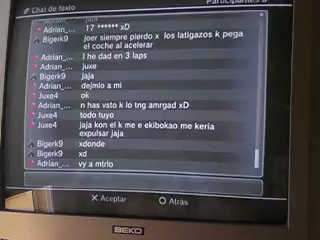 Chat de texto
Participantes 8
jaja
Adrian_... 17 ****** xD
Bigerk9 joer siempre pierdo x los latigazos k pega
el coche al acelerar
Adrian_... l he dad en 3 laps
Adrian_... juxe
Bigerk9 jaja
Adrian_... dejmlo a mi
Juxe4 ok
Adrian_... n has vsto k lo tng amrgad xD
Juxe4 todo tuyo
Juxe4 jaja kon el k me e ekibokao me keria
expulsar jaja
Bigerk9 xdonde
Bigerk9 xd
Adrian_... vy a mtrio
Aceptar Atrás
BEKO